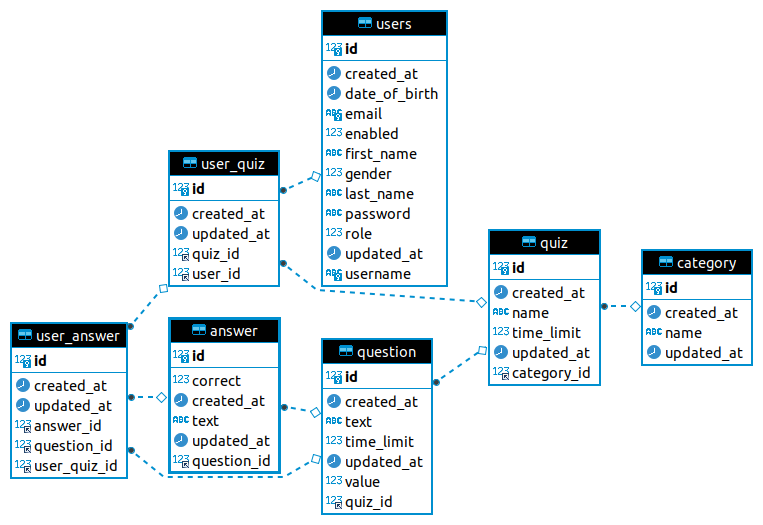 users
id
created_at
date_of_birth
email
enabled
first_name
gender
last_name
password
role
updated_at
username
user_quiz
id
created_at
updated_at
quiz_id
user_id
quiz
id
created_at
name
time_limit
updated_at
category_id
category
id
created_at
name
updated_at
user_answer
id
created_at
updated_at
answer_id
question_id
user_quiz_id
answer
id
correct
created_at
text
updated_at
question_id
question
id
created_at
text
time_limit
updated_at
value
quiz_id